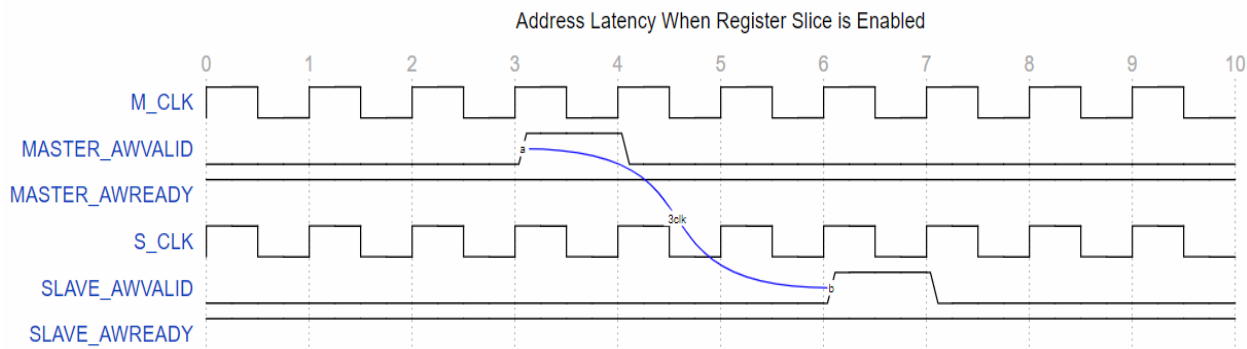 Address Latency When Register Slice is Enabled
0 1 2 3 4 5 6 7 8 9 10
M_CLK
MASTER_AWVALID
a
MASTER_AWREADY
3clk
S_CLK
SLAVE_AWVALID
b
SLAVE_AWREADY